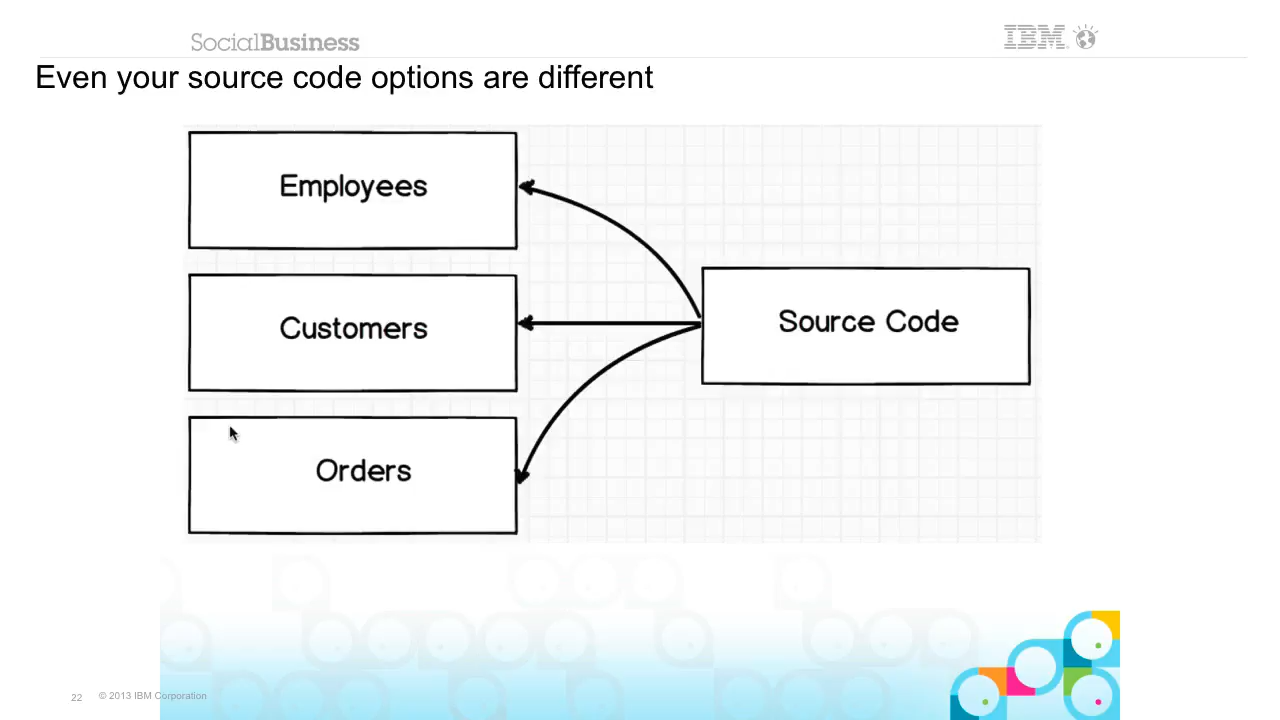 SocialBusiness
IBM
Even your source code options are different
Employees
Customers
Source Code
Orders
22
© 2013 IBM Corporation